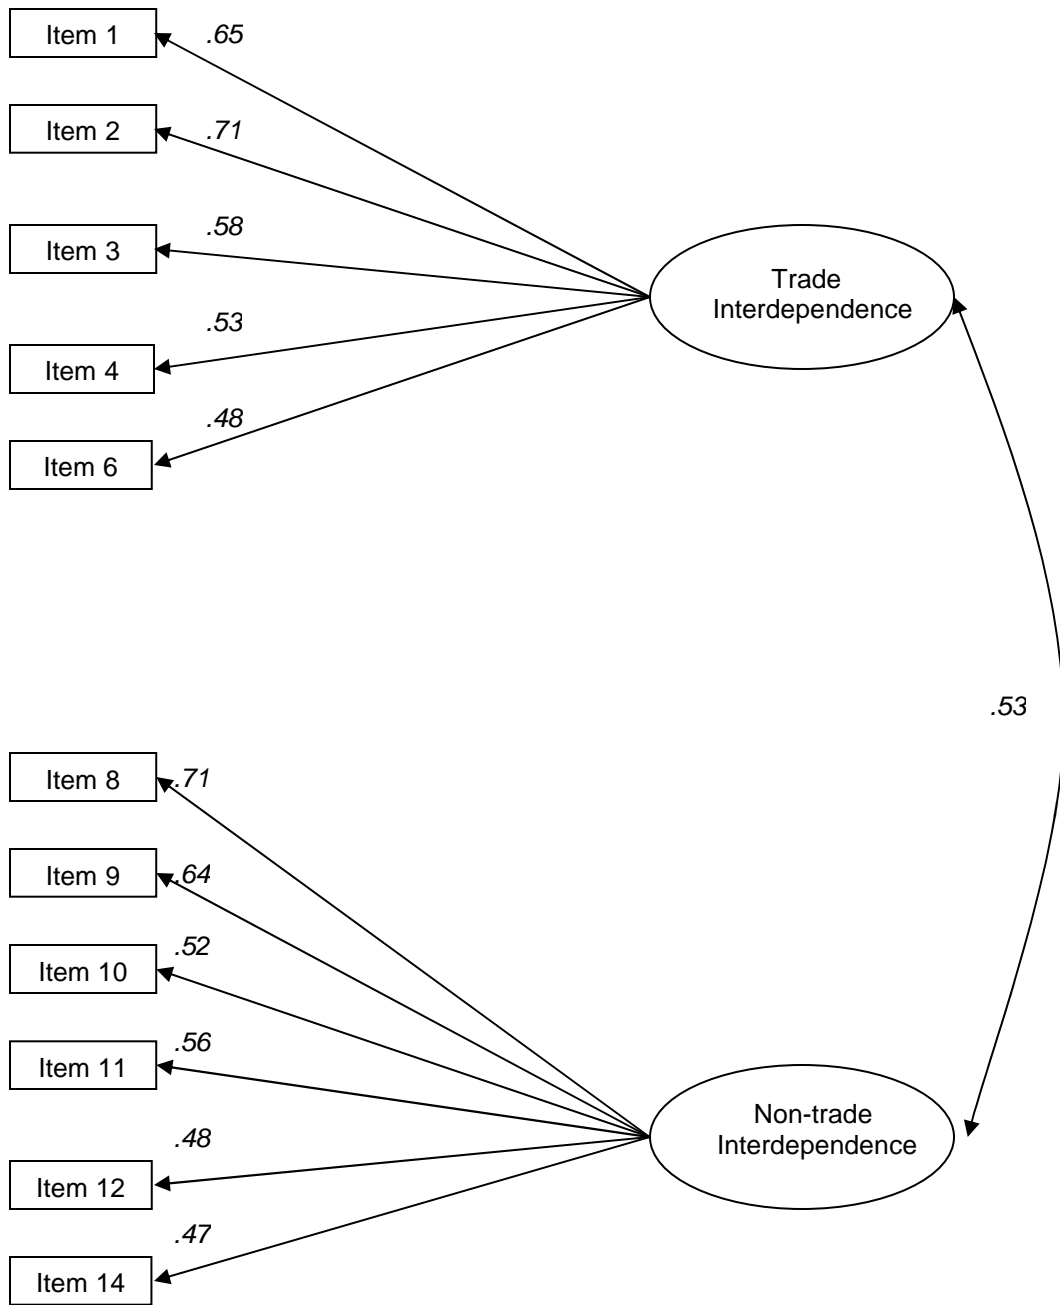 Item 1
.65
Item 2
.71
Item 3
.58
Trade
Interdependence
Item 4
.53
Item 6
.48
.53
Item 8
.71
Item 9
.64
Item 10
.52
Item 11
.56
Non-trade
Interdependence
Item 12
.48
Item 14
.47